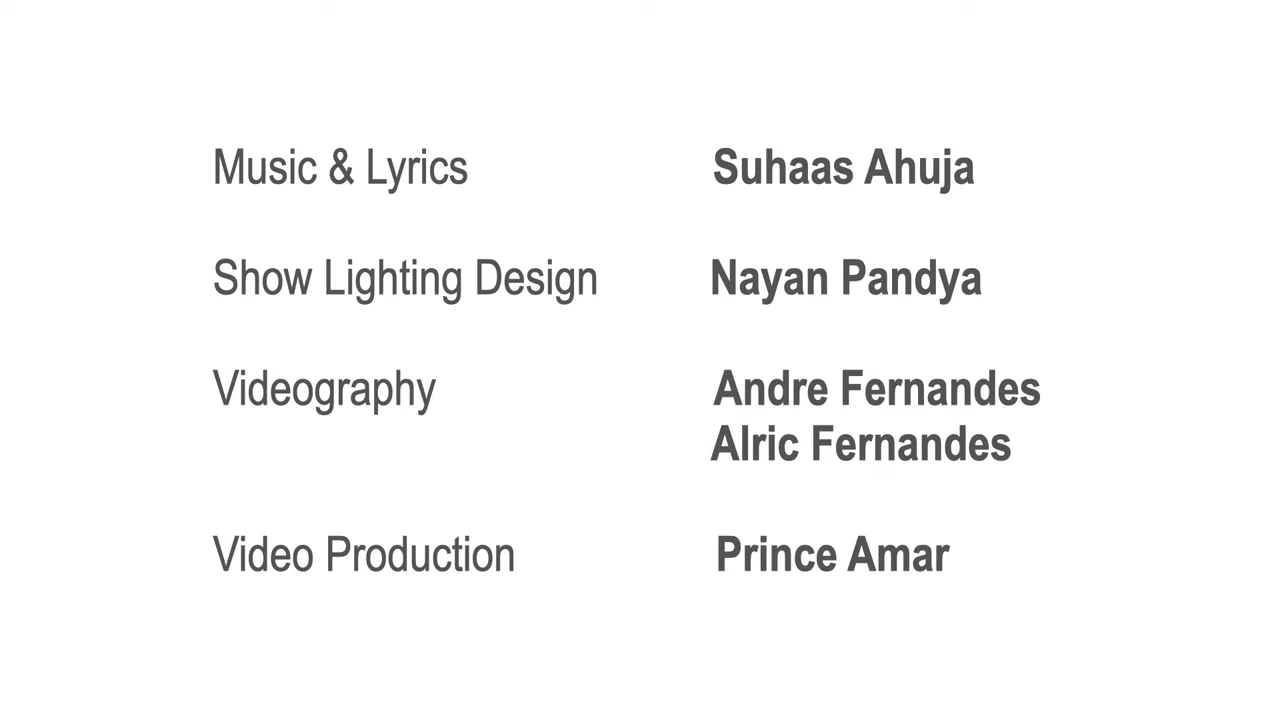 Music & Lyrics Suhaas Ahuja
Show Lighting Design Nayan Pandya
Videography Andre Fernandes
Alric Fernandes
Video Production Prince Amar